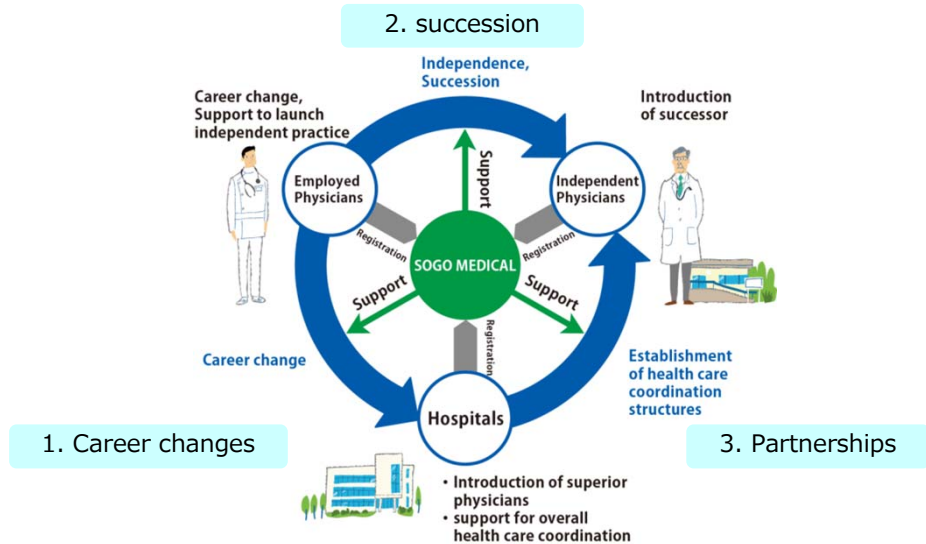 2. succession
Independence,
Succession
Career change,
Support to launch
independent practice
Introduction
of successor
Employed
Physicians
Support
Independent
Physicians
Registration
Registration
SOGO MEDICAL
Support
Support
Registration
Career change
Establishment
of health care
coordination
structures
Hospitals
1. Career changes
3. Partnerships
・Introduction of superior
physicians
・support for overall
health care coordination